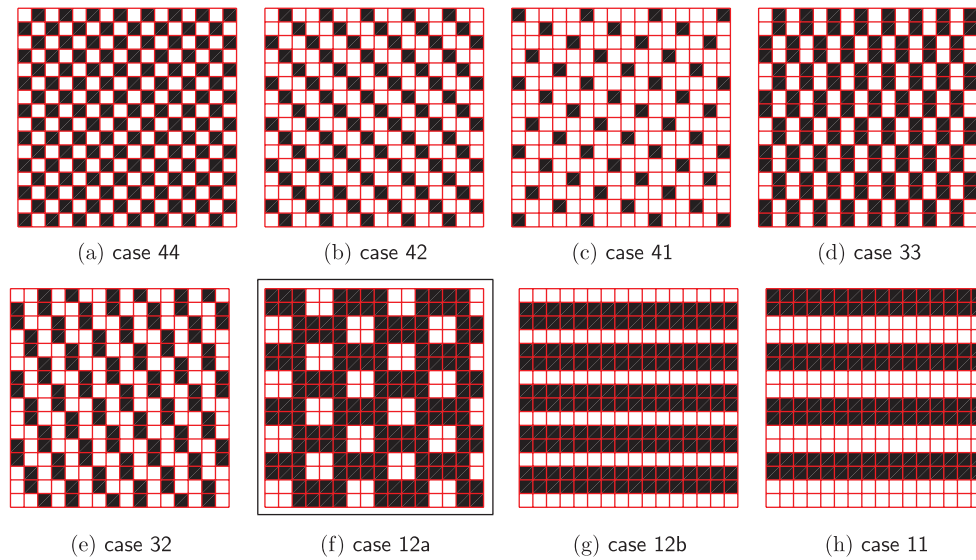 (a) case 44
(b) case 42
(c) case 41
(d) case 33
(e) case 32
(f) case 12a
(g) case 12b
(h) case 11